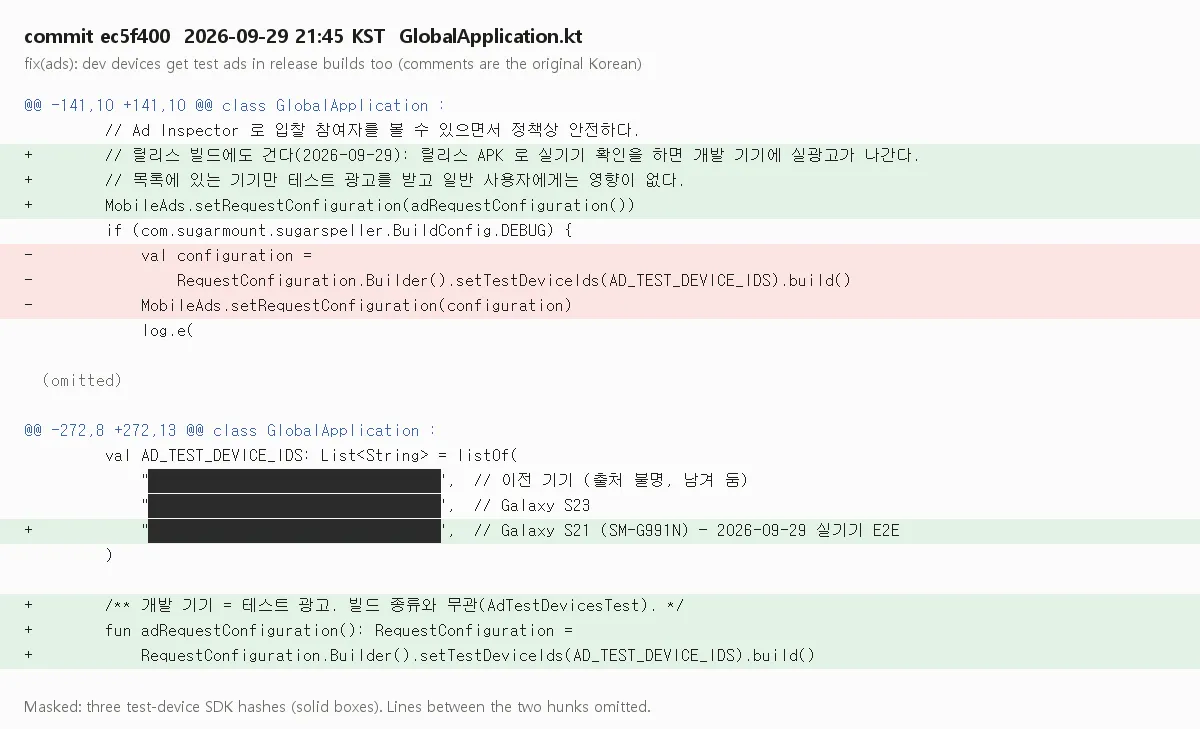 commit ec5f400 2026-09-29 21:45 KST GlobalApplication.kt
fix(ads): dev devices get test ads in release builds too (comments are the original Korean)
@@ -141,10 +141,10 @@ class GlobalApplication :
// Ad Inspector 로 입찰 참여자를 볼 수 있으면서 정책상 안전하다.
+ // 릴리스 빌드에도 건다(2026-09-29): 릴리스 APK 로 실기기 확인을 하면 개발 기기에 실광고가 나간다.
+ // 목록에 있는 기기만 테스트 광고를 받고 일반 사용자에게는 영향이 없다.
+ MobileAds.setRequestConfiguration(adRequestConfiguration())
if (com.sugarmount.sugarspeller.BuildConfig.DEBUG) {
- val configuration =
- RequestConfiguration.Builder().setTestDeviceIds(AD_TEST_DEVICE_IDS).build()
- MobileAds.setRequestConfiguration(configuration)
log.e(
(omitted)
@@ -272,8 +272,13 @@ class GlobalApplication :
val AD_TEST_DEVICE_IDS: List<String> = listOf(
"", // 이전 기기 (출처 불명, 남겨 둠)
"", // Galaxy S23
+ "", // Galaxy S21 (SM-G991N) - 2026-09-29 실기기 E2E
)
+ /** 개발 기기 = 테스트 광고. 빌드 종류와 무관(AdTestDevicesTest). */
+ fun adRequestConfiguration(): RequestConfiguration =
+ RequestConfiguration.Builder().setTestDeviceIds(AD_TEST_DEVICE_IDS).build()
Masked: three test-device SDK hashes (solid boxes). Lines between the two hunks omitted.